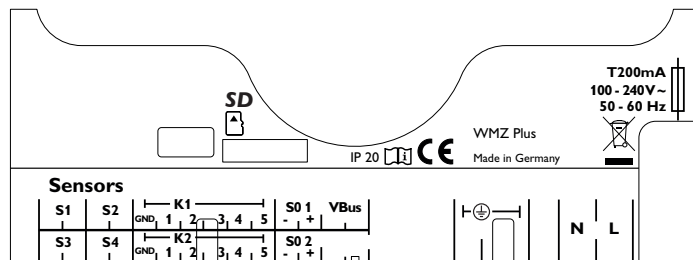 T200mA
100 - 240V~
50 - 60 Hz
SD
IP 20 i CE
WMZ Plus
Made in Germany
Sensors
S1 S2 GND K1 1 2 3 4 5 S0 1 - + VBus
S3 S4 GND K2 1 2 3 4 5 S0 2 - +
N L